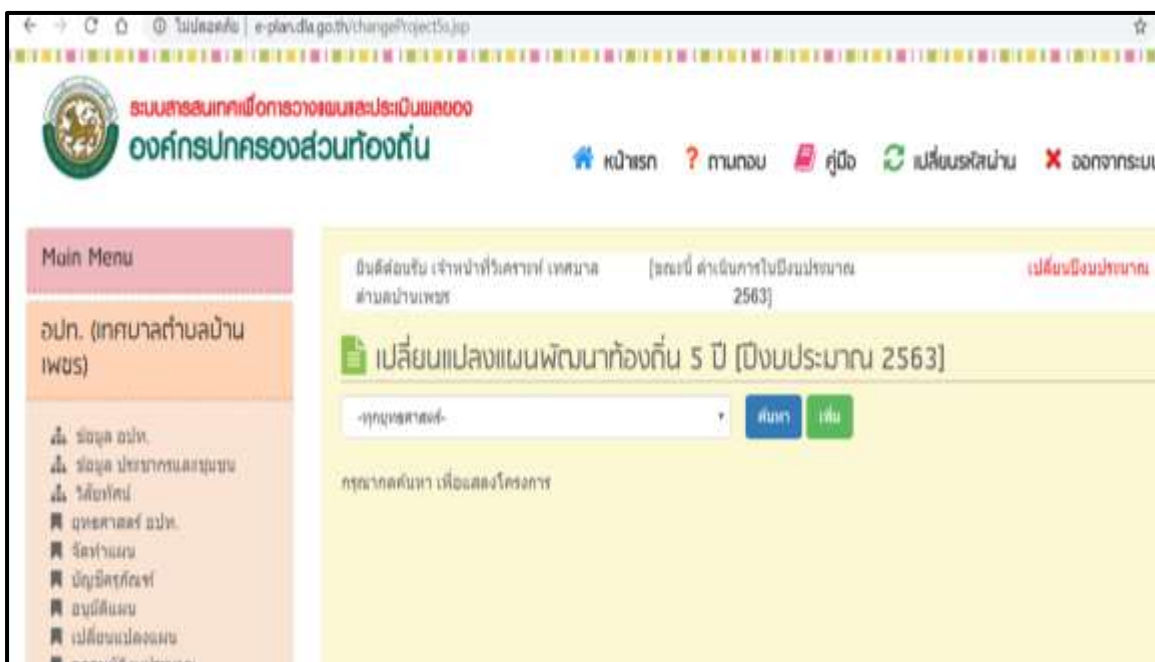 ไม่ปลอดภัย | e-plan.dla.go.th/changeProject5s.jsp
ระบบสารสนเทศเพื่อการวางแผนและประเมินผลของ
องค์กรปกครองส่วนท้องถิ่น
หน้าแรก ถามตอบ คู่มือ เปลี่ยนรหัสผ่าน ออกจากระบบ
Main Menu
ยินดีต้อนรับ เจ้าหน้าที่วิเคราะห์ เทศบาล [ขณะนี้ ดำเนินการในปีงบประมาณ เปลี่ยนปีงบประมาณ
ตำบลบ้านเพชร 2563]
อปท. (เทศบาลตำบลบ้าน
เพชร)
เปลี่ยนแปลงแผนพัฒนาท้องถิ่น 5 ปี [ปีงบประมาณ 2563]
-ทุกยุทธศาสตร์- ค้นหา เพิ่ม
กรุณากดค้นหา เพื่อแสดงโครงการ
ข้อมูล อปท.
ข้อมูล ประชากรและชุมชน
วิสัยทัศน์
ยุทธศาสตร์ อปท.
จัดทำแผน
บัญชีครุภัณฑ์
อนุมัติแผน
เปลี่ยนแปลงแผน